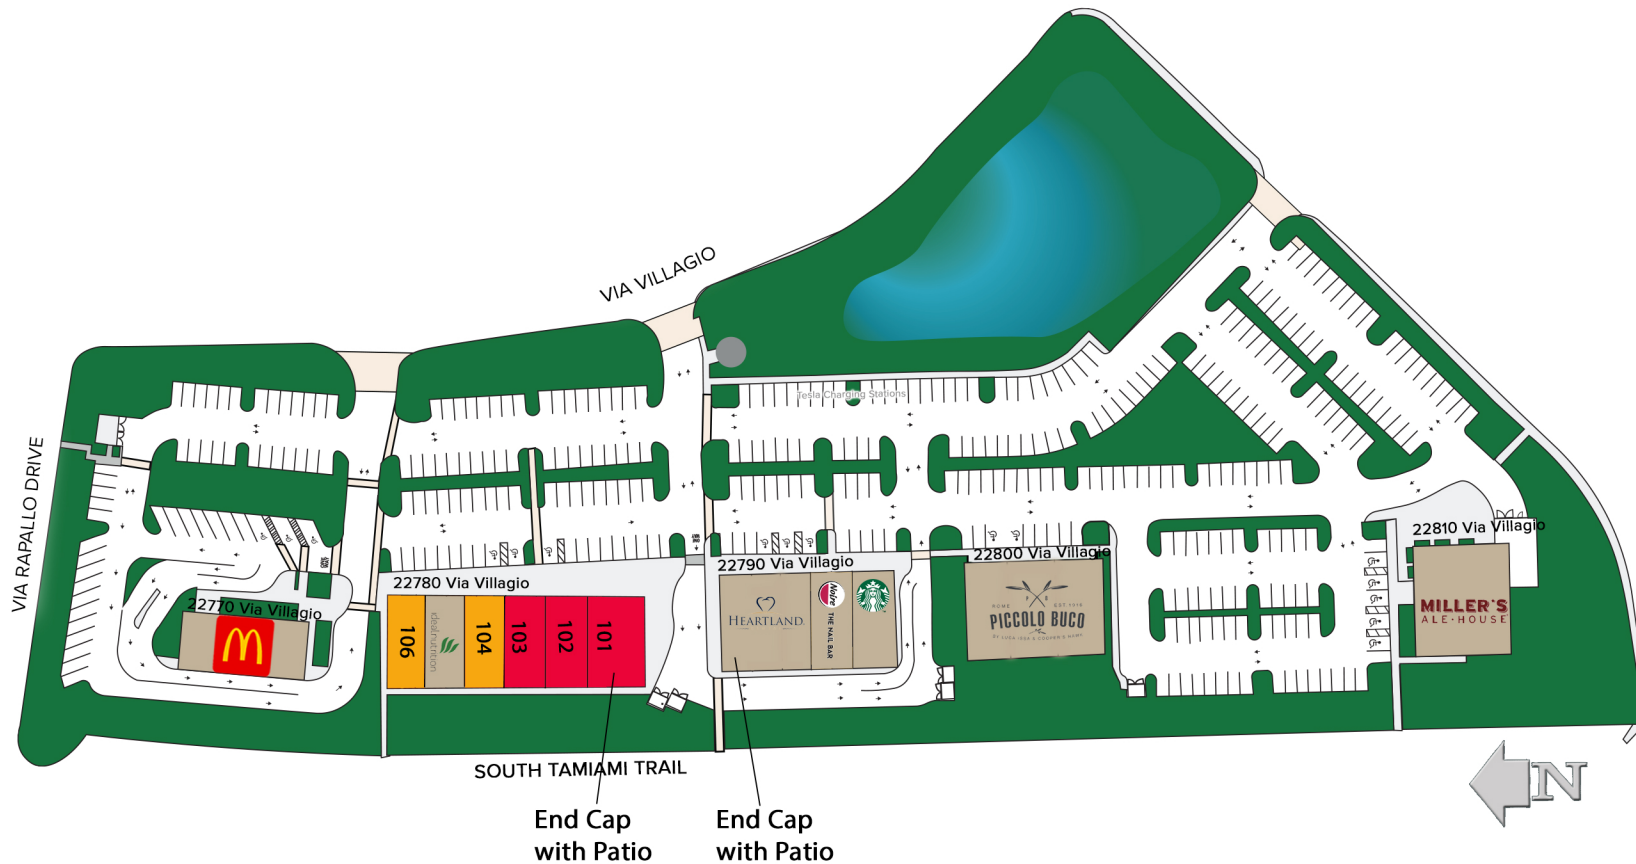 VIA VILLAGIO
VIA RAPALLO DRIVE
Tesla Charging Stations
22770 Via Villagio
22780 Via Villagio
106
idealnutrition
104
103
102
101
22790 Via Villagio
HEARTLAND
Noire
THE NAIL BAR
22800 Via Villagio
PICCOLO BUCO
22810 Via Villagio
MILLER'S
ALE·HOUSE
SOUTH TAMIAMI TRAIL
End Cap
with Patio
End Cap
with Patio
N